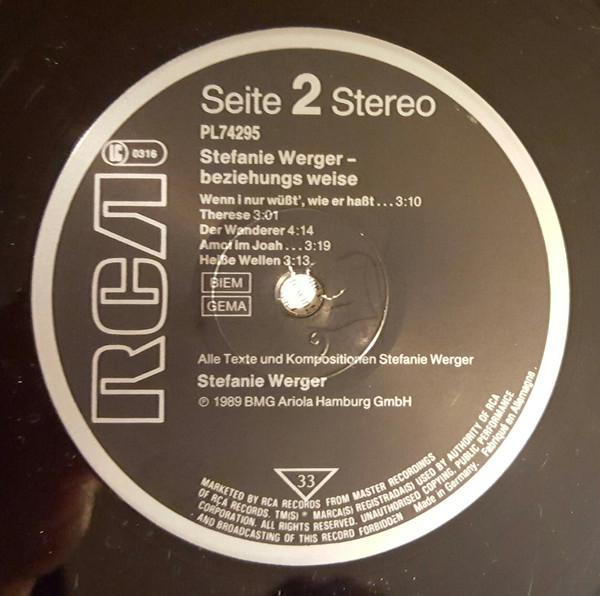 Seite 2 Stereo
PL74295
LC 0316
Stefanie Werger –
beziehungs weise
Wenn i nur wüßt', wie er haßt ... 3:10
Therese 3:01
Der Wanderer 4:14
Amoi im Joah ... 3:19
Heiße Wellen 3:13
BIEM
GEMA
RCA
Alle Texte und Kompositionen Stefanie Werger
Stefanie Werger
℗ 1989 BMG Ariola Hamburg GmbH
33
MARKETED BY RCA RECORDS FROM MASTER RECORDINGS
OF RCA RECORDS. TM(S) ® MARCA(S) REGISTRADA(S) USED BY AUTHORITY OF RCA
CORPORATION. ALL RIGHTS RESERVED. UNAUTHORISED COPYING, PUBLIC PERFORMANCE
AND BROADCASTING OF THIS RECORD FORBIDDEN Made in Germany. Fabriqué en Allemagne.